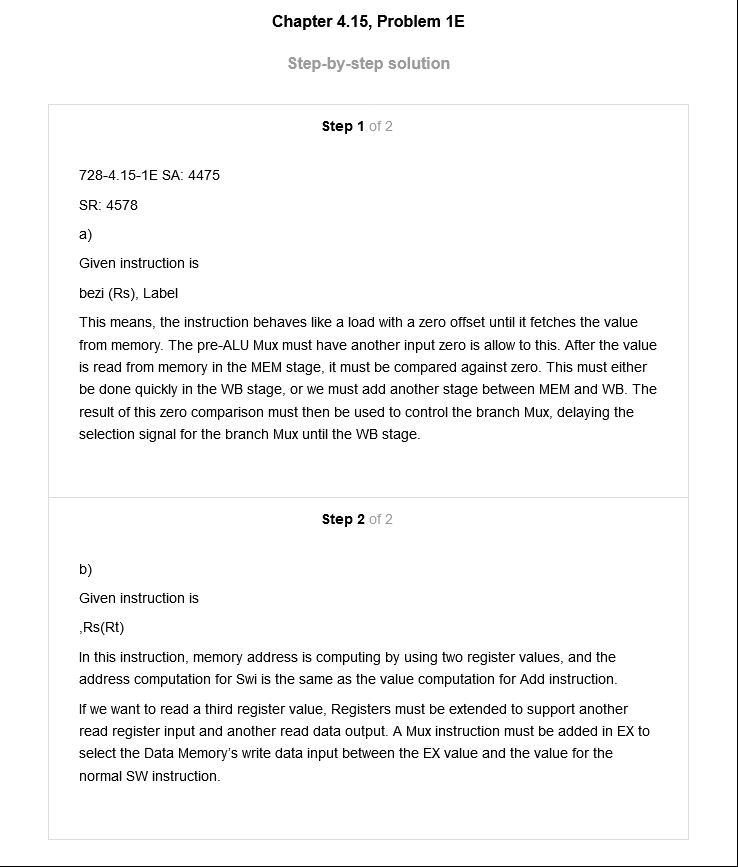 Chapter 4.15, Problem 1E
Step-by-step solution
Step 1 of 2
728-4.15-1E SA: 4475
SR: 4578
a)
Given instruction is
bezi (Rs), Label
This means, the instruction behaves like a load with a zero offset until it fetches the value
from memory. The pre-ALU Mux must have another input zero is allow to this. After the value
is read from memory in the MEM stage, it must be compared against zero. This must either
be done quickly in the WB stage, or we must add another stage between MEM and WB. The
result of this zero comparison must then be used to control the branch Mux, delaying the
selection signal for the branch Mux until the WB stage.
Step 2 of 2
b)
Given instruction is
,Rs(Rt)
In this instruction, memory address is computing by using two register values, and the
address computation for Swi is the same as the value computation for Add instruction.
If we want to read a third register value, Registers must be extended to support another
read register input and another read data output. A Mux instruction must be added in EX to
select the Data Memory's write data input between the EX value and the value for the
normal SW instruction.